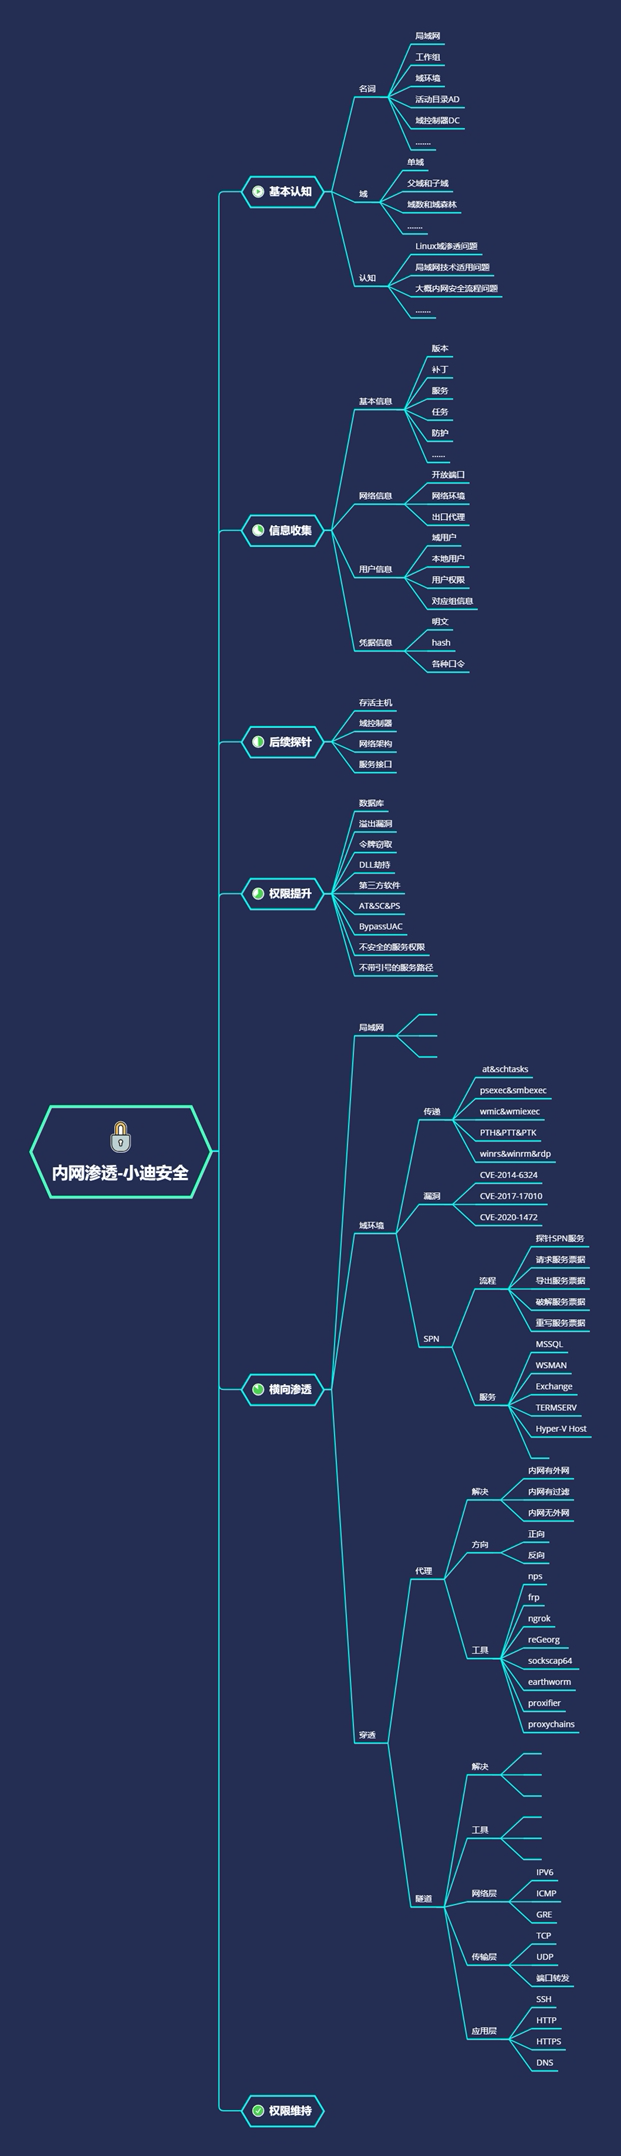 内网渗透-小迪安全
基本认知
名词
局域网
工作组
域环境
活动目录AD
域控制器DC
.......
域
单域
父域和子域
域数和域森林
.......
认知
Linux域渗透问题
局域网技术适用问题
大概内网安全流程问题
.......
信息收集
基本信息
版本
补丁
服务
任务
防护
......
网络信息
开放端口
网络环境
出口代理
用户信息
域用户
本地用户
用户权限
对应组信息
凭据信息
明文
hash
各种口令
后续探针
存活主机
域控制器
网络架构
服务接口
权限提升
数据库
溢出漏洞
令牌窃取
DLL劫持
第三方软件
AT&SC&PS
BypassUAC
不安全的服务权限
不带引号的服务路径
横向渗透
局域网
域环境
传递
at&schtasks
psexec&smbexec
wmic&wmiexec
PTH&PTT&PTK
winrs&winrm&rdp
漏洞
CVE-2014-6324
CVE-2017-17010
CVE-2020-1472
SPN
流程
探针SPN服务
请求服务票据
导出服务票据
破解服务票据
重写服务票据
服务
MSSQL
WSMAN
Exchange
TERMSERV
Hyper-V Host
穿透
代理
解决
内网有外网
内网有过滤
内网无外网
方向
正向
反向
工具
nps
frp
ngrok
reGeorg
sockscap64
earthworm
proxifier
proxychains
隧道
解决
工具
网络层
IPV6
ICMP
GRE
传输层
TCP
UDP
端口转发
应用层
SSH
HTTP
HTTPS
DNS
权限维持